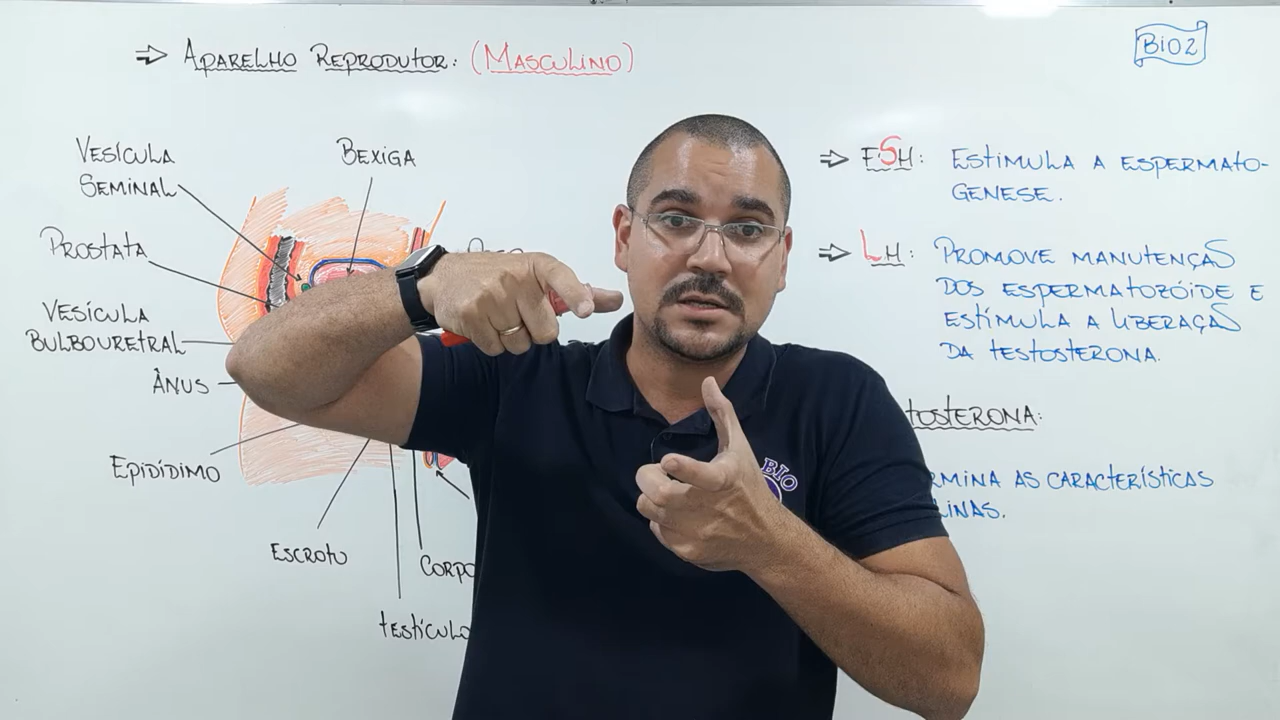 ⇒ APARELHO REPRODUTOR: (MASCULINO)
BIO2
VESÍCULA
SEMINAL
BEXIGA
PROSTATA
VESÍCULA
BULBOURETRAL
ÂNUS
EPIDÍDIMO
ESCROTO
CORPO
TESTÍCULO
⇒ FSH: ESTIMULA A ESPERMATO-
GENESE.
⇒ LH: PROMOVE MANUTENÇAS
DOS ESPERMATOZÓIDE E
ESTÍMULA A LIBERAÇAS
DA TESTOSTERONA.
TOSTERONA:
RMINA AS CARACTERÍSTICAS
LINAS.
BIO